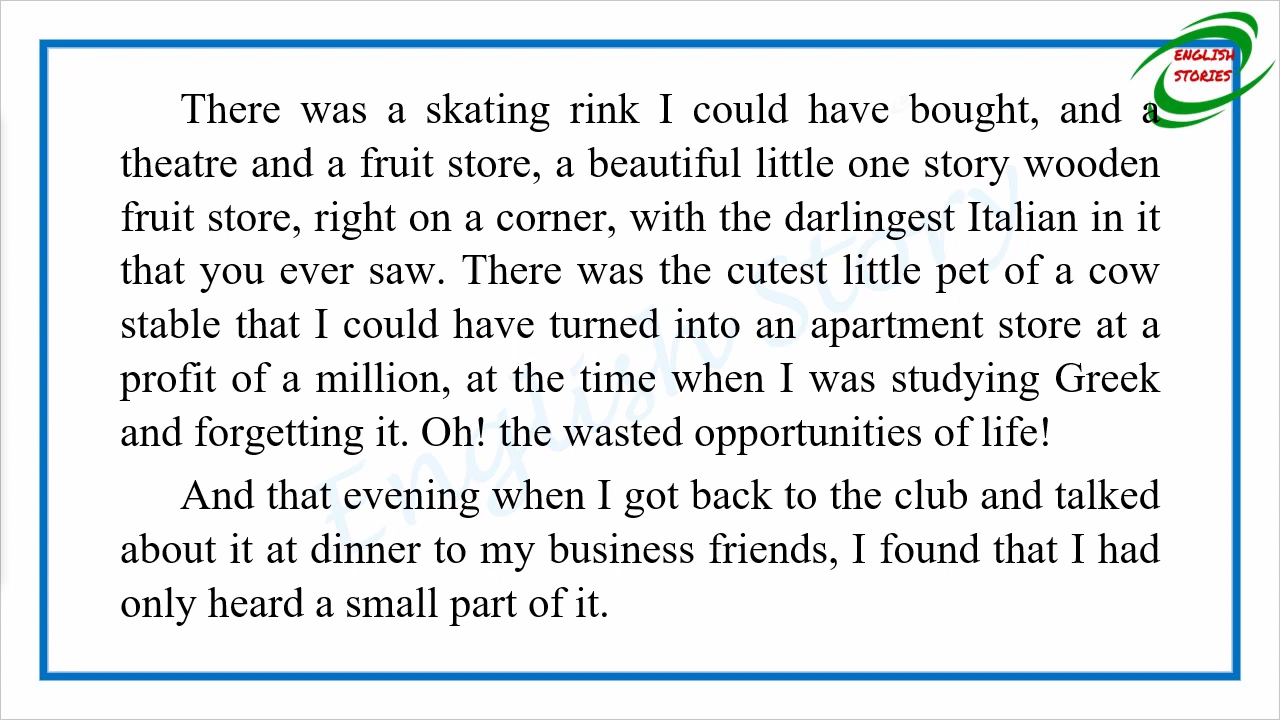 ENGLISH
STORIES
There was a skating rink I could have bought, and a
theatre and a fruit store, a beautiful little one story wooden
fruit store, right on a corner, with the darlingest Italian in it
that you ever saw. There was the cutest little pet of a cow
stable that I could have turned into an apartment store at a
profit of a million, at the time when I was studying Greek
and forgetting it. Oh! the wasted opportunities of life!
And that evening when I got back to the club and talked
about it at dinner to my business friends, I found that I had
only heard a small part of it.
English Story